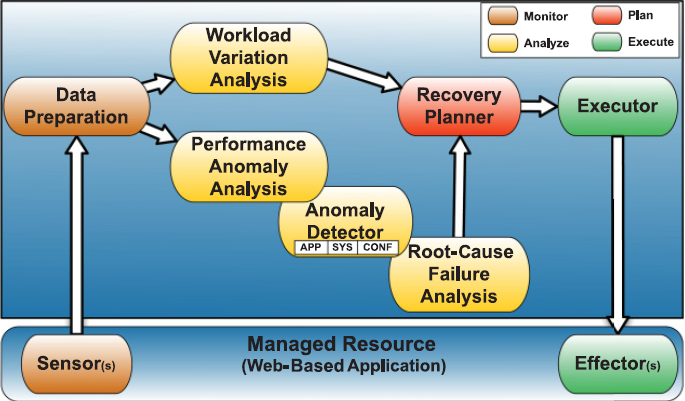 Monitor
Plan
Analyze
Execute
Workload
Variation
Analysis
Data
Preparation
Recovery
Planner
Executor
Performance
Anomaly
Analysis
Anomaly
Detector
APP SYS CONF
Root-Cause
Failure
Analysis
Managed Resource
(Web-Based Application)
Sensor(s)
Effector(s)